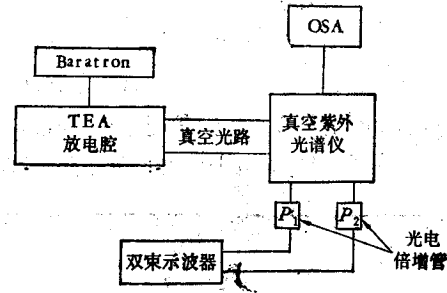 OSA
Baratron
TEA
放电腔
真空光路
真空紫外
光谱仪
P1
P2
光电
倍增管
双束示波器